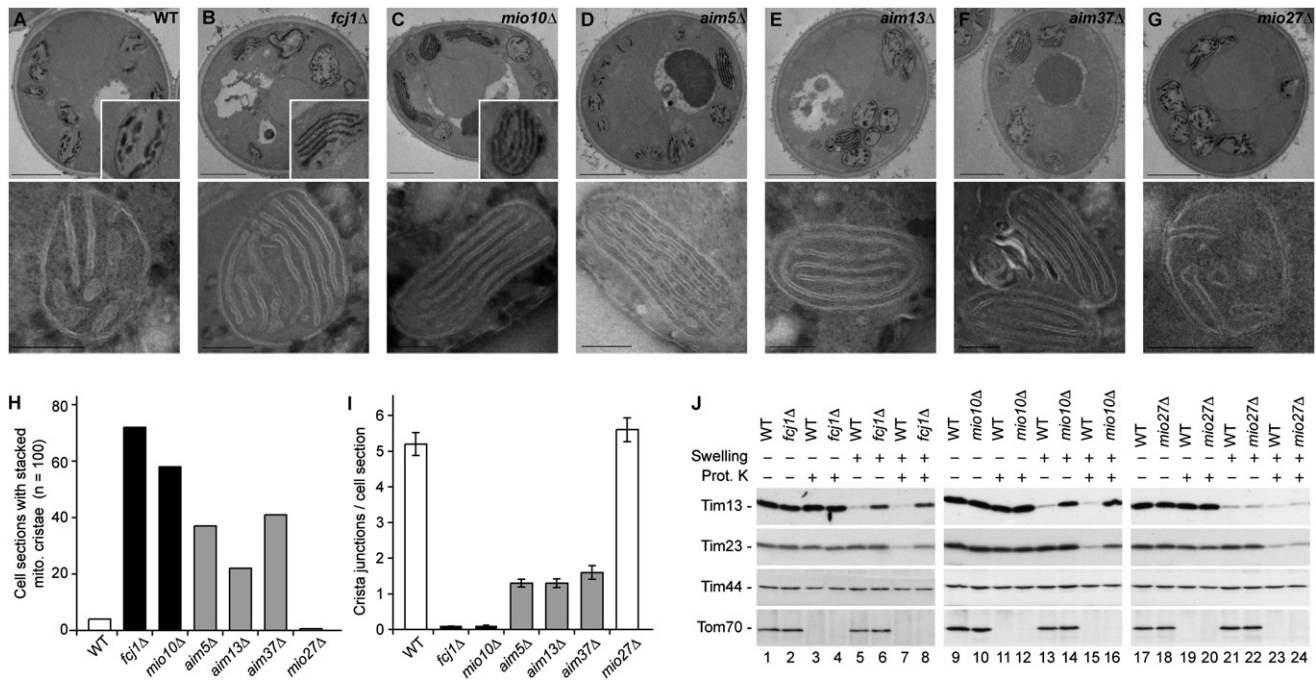 A WT
B fcj1Δ
C mio10Δ
D aim5Δ
E aim13Δ
F aim37Δ
G mio27Δ
H
Cell sections with stacked
mito. cristae (n = 100)
80
60
40
20
0
WT fcj1Δ mio10Δ aim5Δ aim13Δ aim37Δ mio27Δ
I
Crista junctions / cell section
6
5
4
3
2
1
0
WT fcj1Δ mio10Δ aim5Δ aim13Δ aim37Δ mio27Δ
J
WT fcj1Δ WT fcj1Δ WT fcj1Δ WT fcj1Δ WT mio10Δ WT mio10Δ WT mio10Δ WT mio10Δ WT mio27Δ WT mio27Δ WT mio27Δ WT mio27Δ
Swelling – – – – + + + + – – – – + + + + – – – – + + + +
Prot. K – – + + – – + + – – + + – – + + – – + + – – + +
Tim13 -
Tim23 -
Tim44 -
Tom70 -
1 2 3 4 5 6 7 8 9 10 11 12 13 14 15 16 17 18 19 20 21 22 23 24